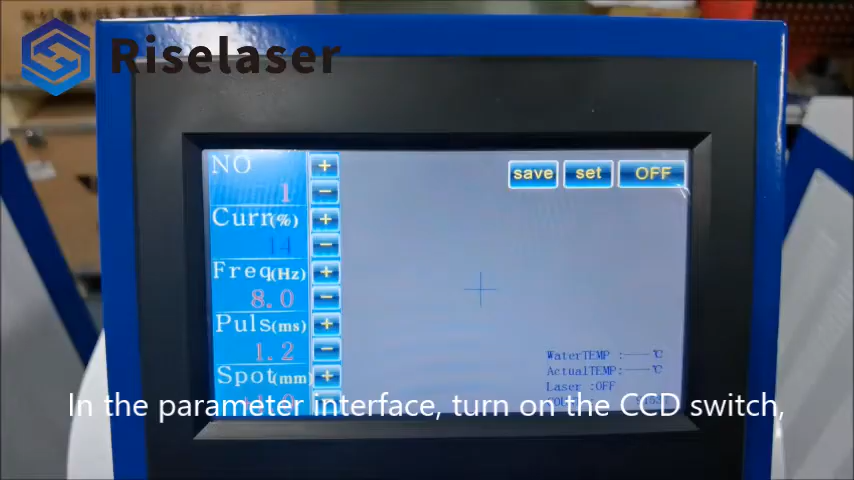 Riselaser
NO
1
save set OFF
Curr(%)
14
Freq(Hz)
8.0
Puls(ms)
1.2
Spot(mm)
WaterTEMP :——℃
ActualTEMP:——℃
Laser :OFF
In the parameter interface, turn on the CCD switch,